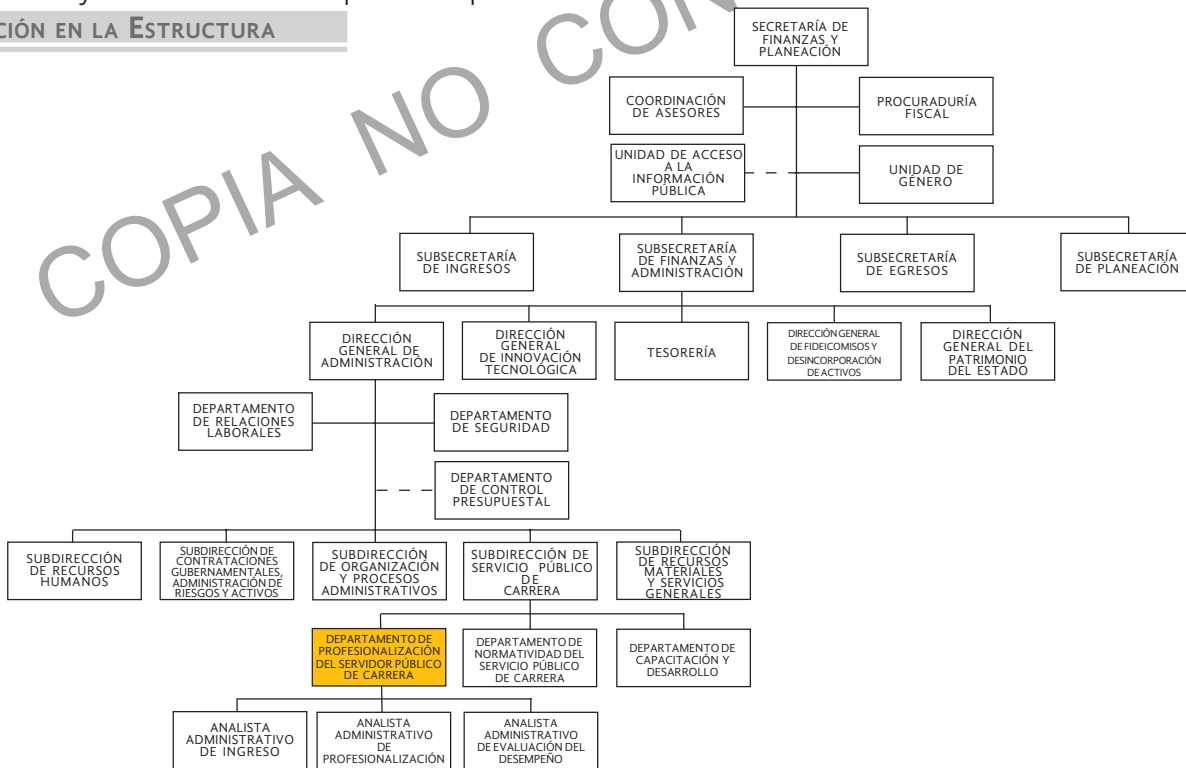 CIÓN EN LA ESTRUCTURA
COPIA NO CON
SECRETARÍA DE
FINANZAS Y
PLANEACIÓN
COORDINACIÓN
DE ASESORES
PROCURADURÍA
FISCAL
UNIDAD DE ACCESO
A LA
INFORMACIÓN
PÚBLICA
UNIDAD DE
GÉNERO
SUBSECRETARÍA
DE INGRESOS
SUBSECRETARÍA
DE FINANZAS Y
ADMINISTRACIÓN
SUBSECRETARÍA
DE EGRESOS
SUBSECRETARÍA
DE PLANEACIÓN
DIRECCIÓN
GENERAL DE
ADMINISTRACIÓN
DIRECCIÓN
GENERAL
DE INNOVACIÓN
TECNOLÓGICA
TESORERÍA
DIRECCIÓN GENERAL
DE FIDEICOMISOS Y
DESINCORPORACIÓN
DE ACTIVOS
DIRECCIÓN
GENERAL DEL
PATRIMONIO
DEL ESTADO
DEPARTAMENTO
DE RELACIONES
LABORALES
DEPARTAMENTO
DE SEGURIDAD
DEPARTAMENTO
DE CONTROL
PRESUPUESTAL
SUBDIRECCIÓN
DE RECURSOS
HUMANOS
SUBDIRECCIÓN DE
CONTRATACIONES
GUBERNAMENTALES,
ADMINISTRACIÓN DE
RIESGOS Y ACTIVOS
SUBDIRECCIÓN
DE ORGANIZACIÓN
Y PROCESOS
ADMINISTRATIVOS
SUBDIRECCIÓN DE
SERVICIO PÚBLICO
DE
CARRERA
SUBDIRECCIÓN
DE RECURSOS
MATERIALES
Y SERVICIOS
GENERALES
DEPARTAMENTO DE
PROFESIONALIZACIÓN
DEL SERVIDOR PÚBLICO
DE CARRERA
DEPARTAMENTO DE
NORMATIVIDAD DEL
SERVICIO PÚBLICO
DE CARRERA
DEPARTAMENTO DE
CAPACITACIÓN Y
DESARROLLO
ANALISTA
ADMINISTRATIVO
DE INGRESO
ANALISTA
ADMINISTRATIVO
DE
PROFESIONALIZACIÓN
ANALISTA
ADMINISTRATIVO
DE EVALUACIÓN DEL
DESEMPEÑO